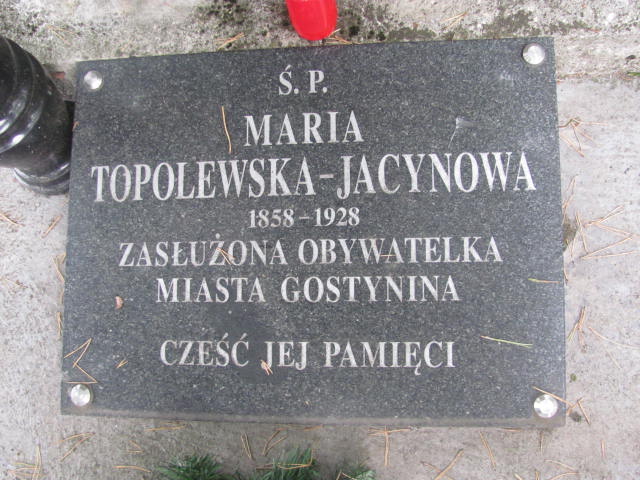 Ś. P.
MARIA
TOPOLEWSKA-JACYNOWA
1858-1928
ZASŁUŻONA OBYWATELKA
MIASTA GOSTYNINA
CZEŚĆ JEJ PAMIĘCI